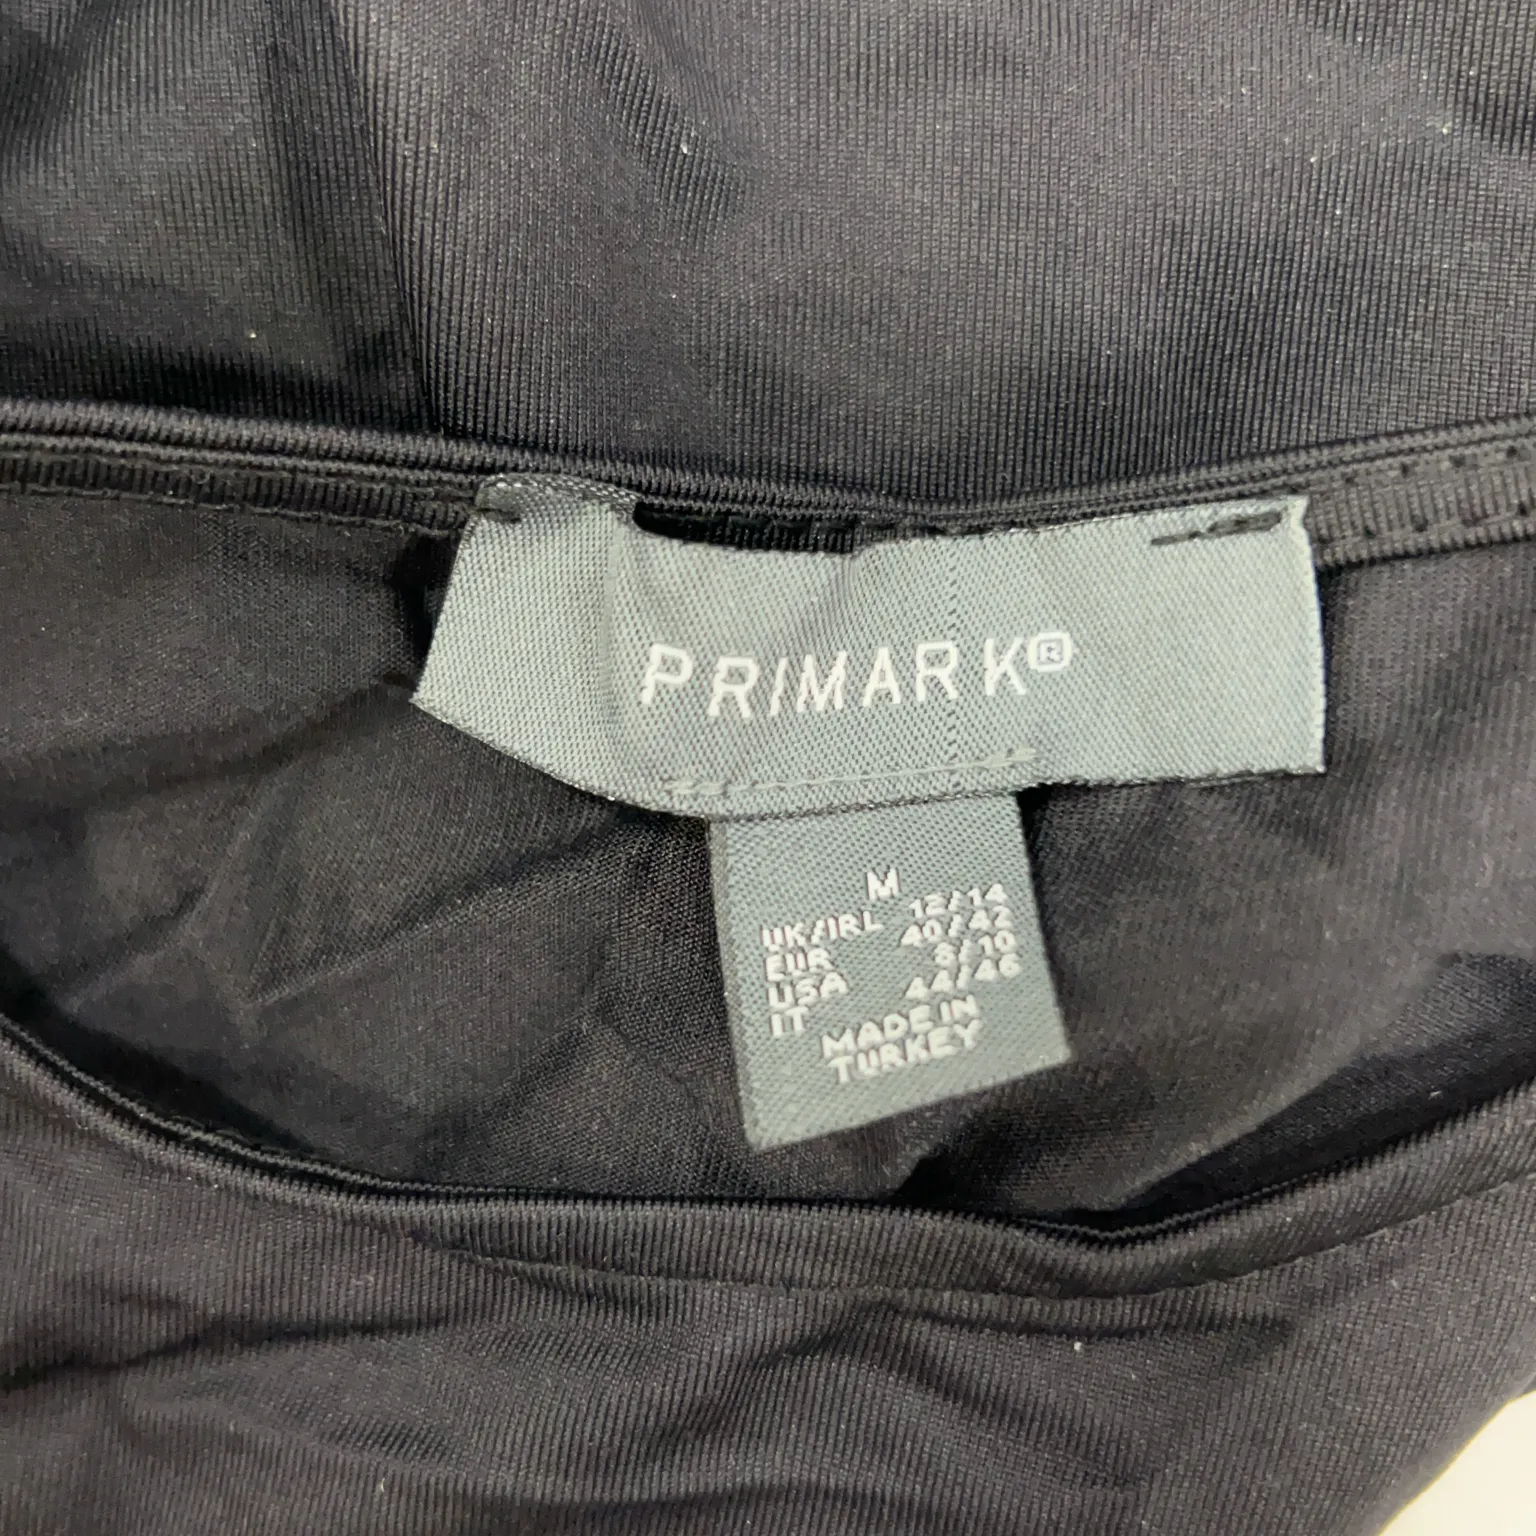 PRIMARK®
M
UK/IRL 12/14
EUR 40/42
USA 8/10
IT 44/46
MADE IN
TURKEY